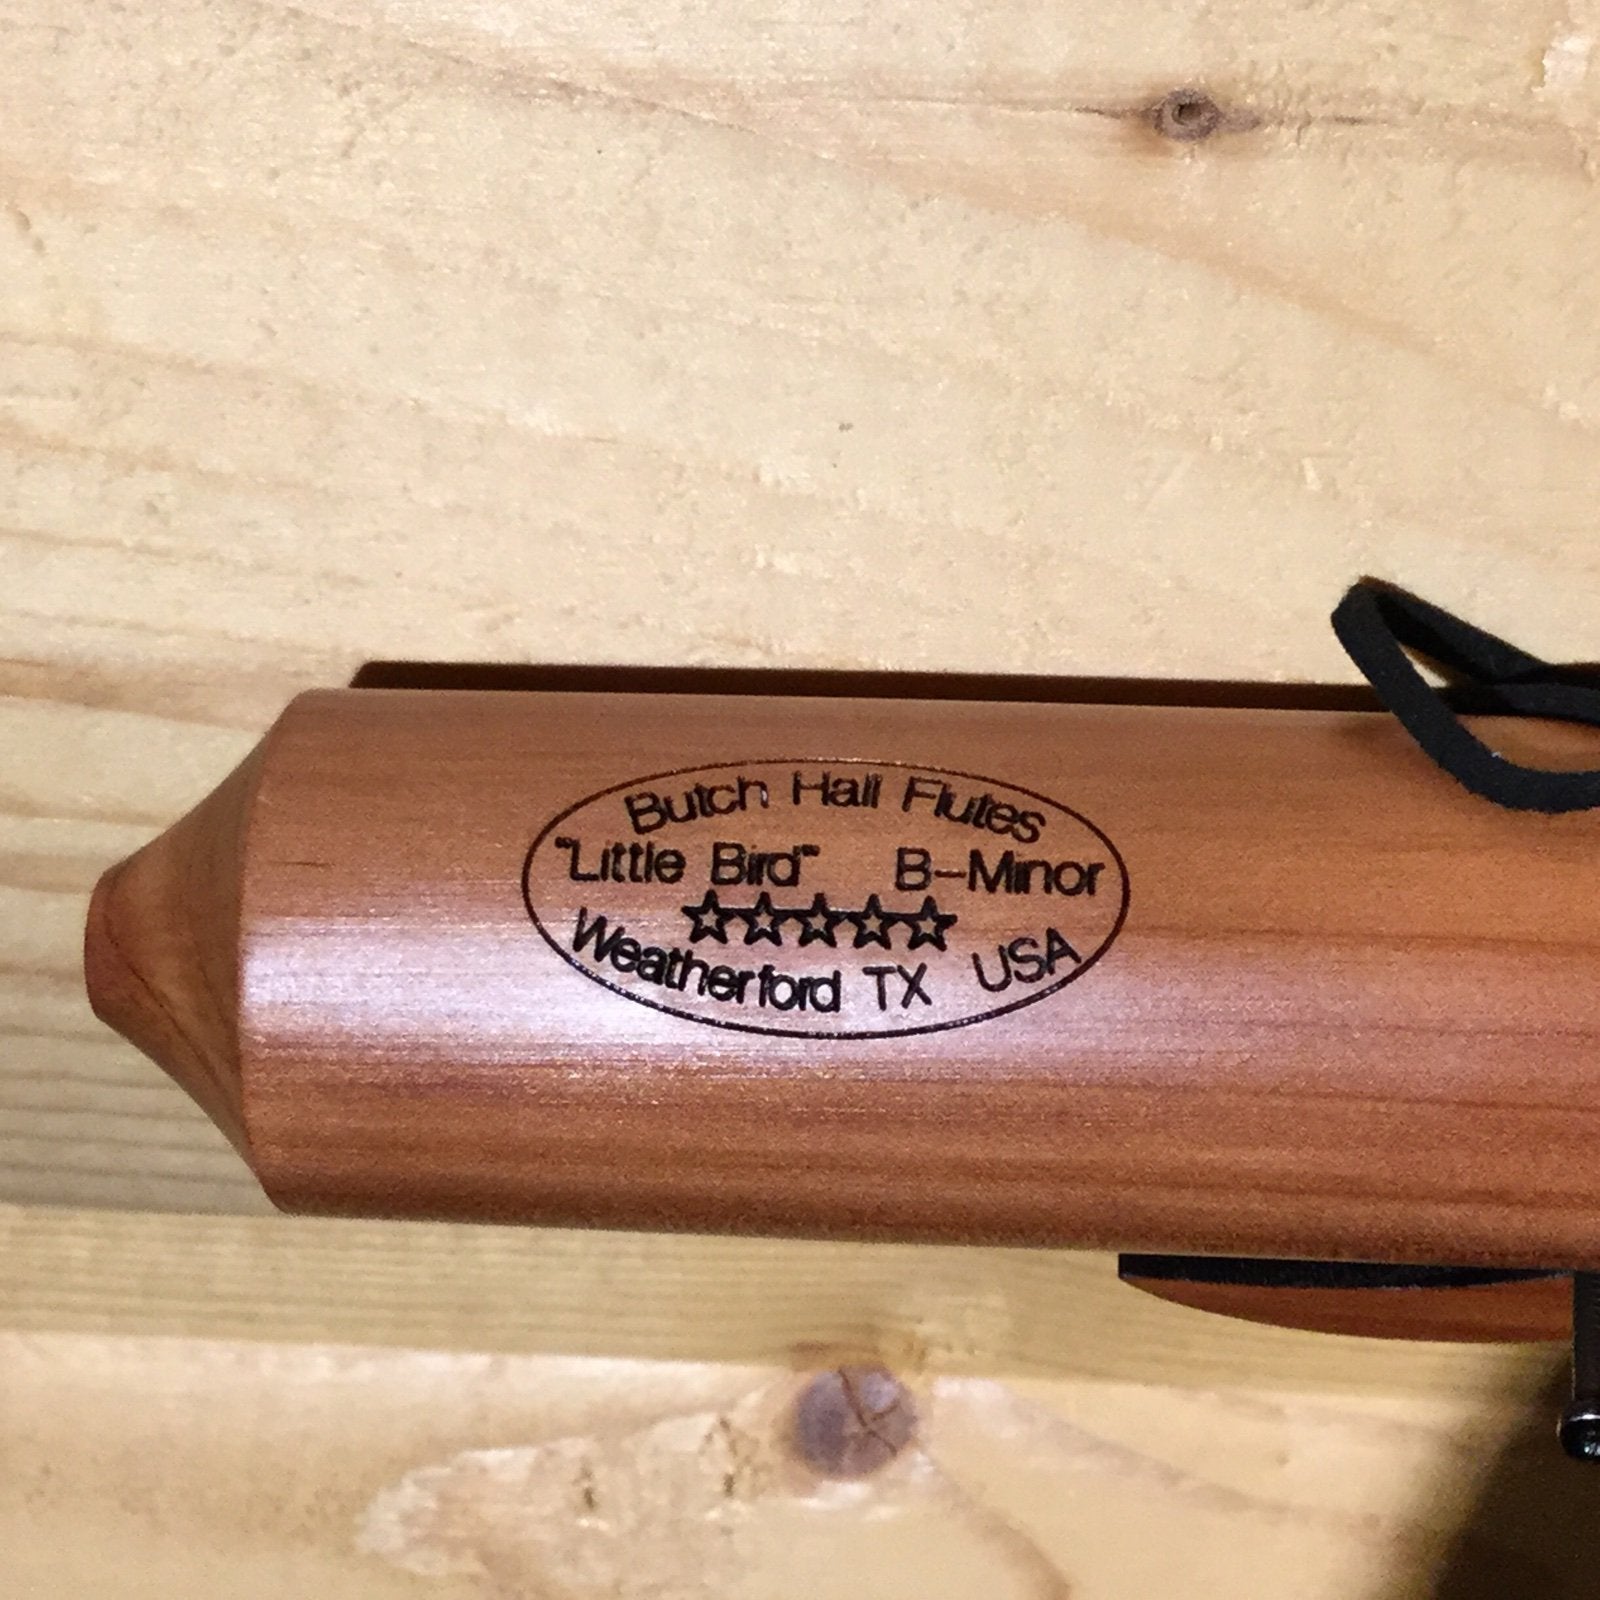 Butch Hall Flutes
"Little Bird" B-Minor
Weatherford TX USA